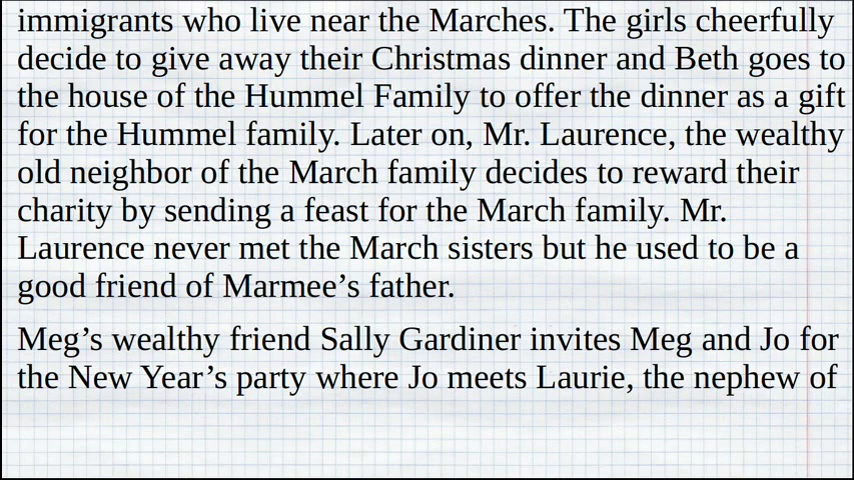 immigrants who live near the Marches. The girls cheerfully
decide to give away their Christmas dinner and Beth goes to
the house of the Hummel Family to offer the dinner as a gift
for the Hummel family. Later on, Mr. Laurence, the wealthy
old neighbor of the March family decides to reward their
charity by sending a feast for the March family. Mr.
Laurence never met the March sisters but he used to be a
good friend of Marmee’s father.
Meg’s wealthy friend Sally Gardiner invites Meg and Jo for
the New Year’s party where Jo meets Laurie, the nephew of